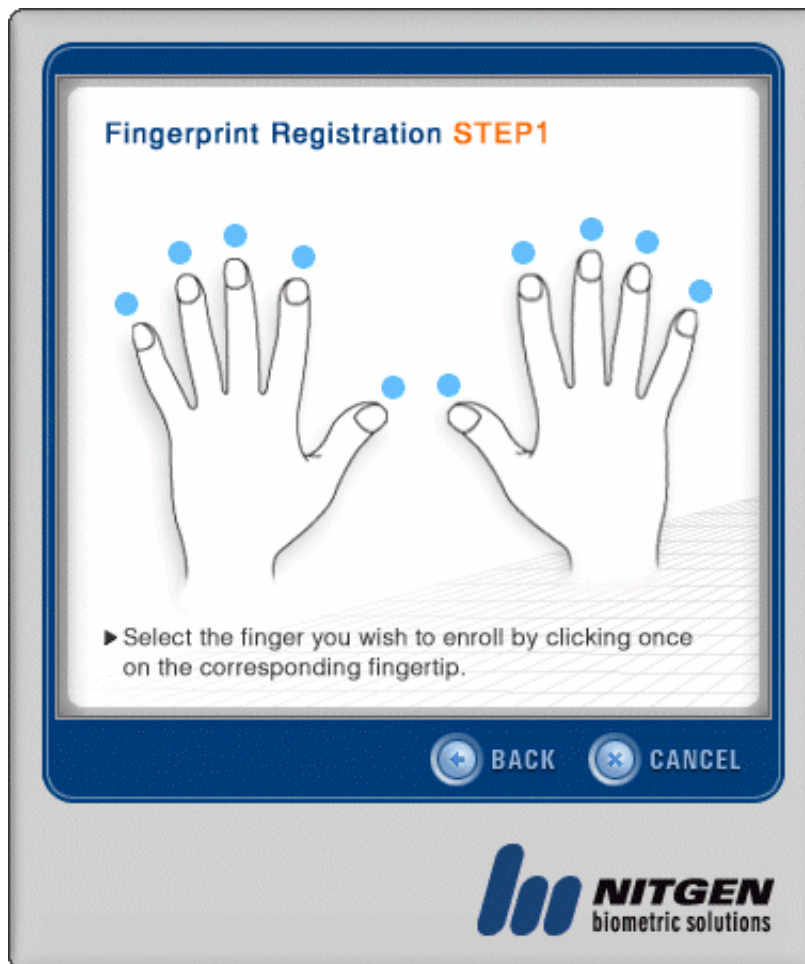 Fingerprint Registration STEP1
Select the finger you wish to enroll by clicking once
on the corresponding fingertip.
BACK CANCEL
NITGEN
biometric solutions